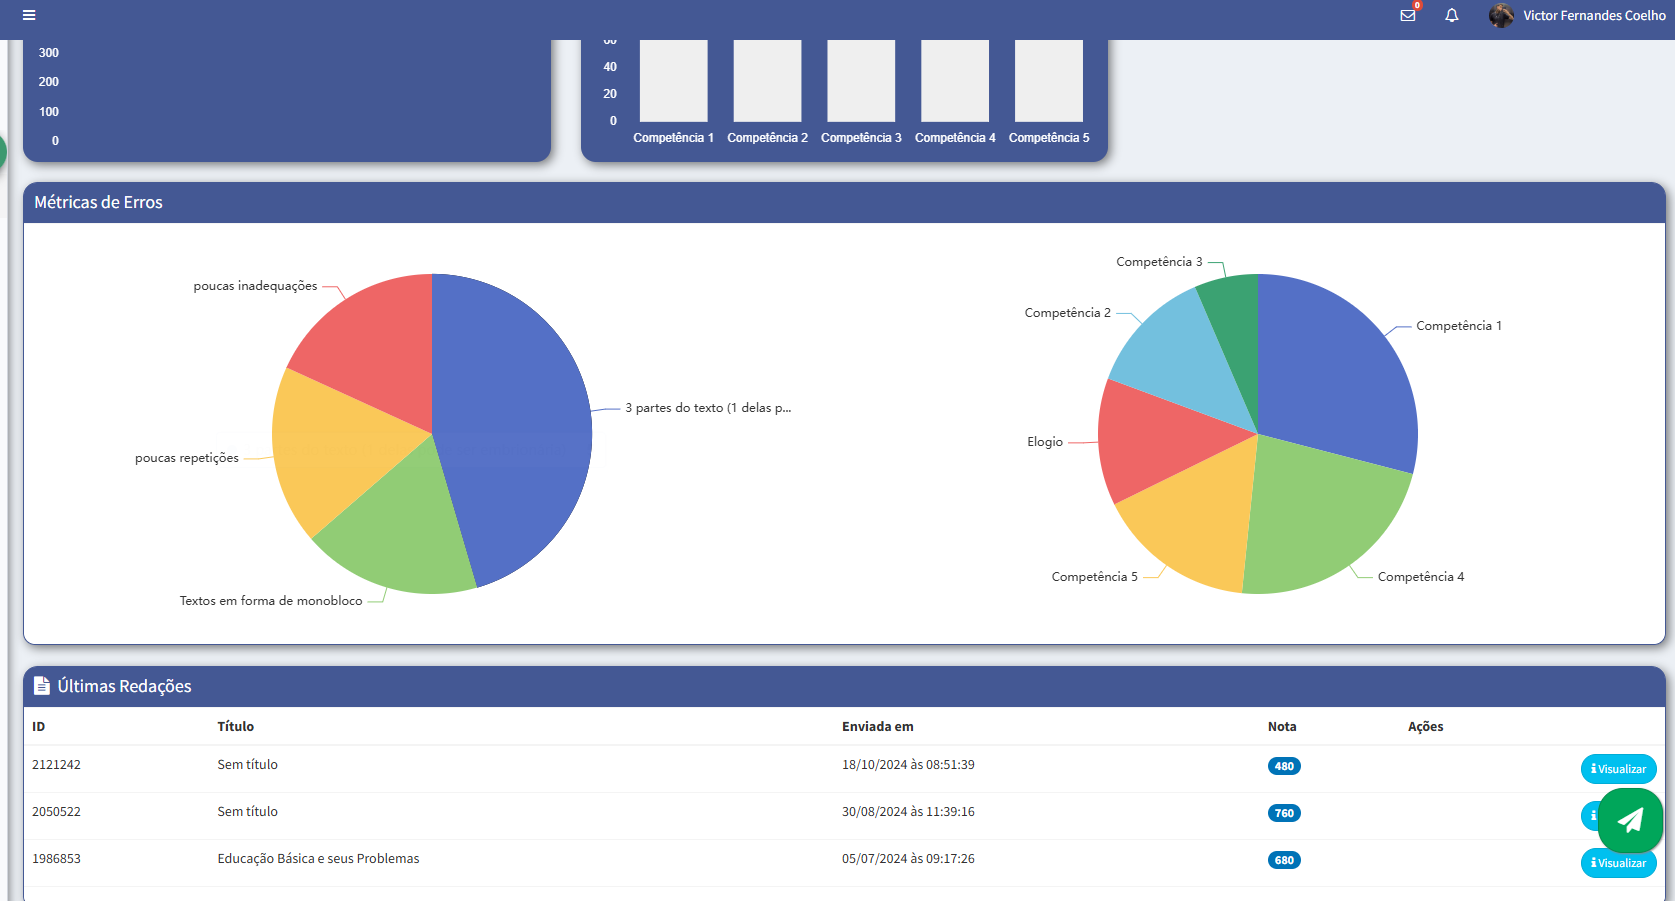 0
Victor Fernandes Coelho
300
200
100
0
60
40
20
0
Competência 1 Competência 2 Competência 3 Competência 4 Competência 5
Métricas de Erros
poucas inadequações
3 partes do texto (1 delas p...
poucas repetições
Textos em forma de monobloco
Competência 3
Competência 2
Competência 1
Elogio
Competência 5
Competência 4
Últimas Redações
ID Título Enviada em Nota Ações
2121242 Sem título 18/10/2024 às 08:51:39 480 Visualizar
2050522 Sem título 30/08/2024 às 11:39:16 760
1986853 Educação Básica e seus Problemas 05/07/2024 às 09:17:26 680 Visualizar